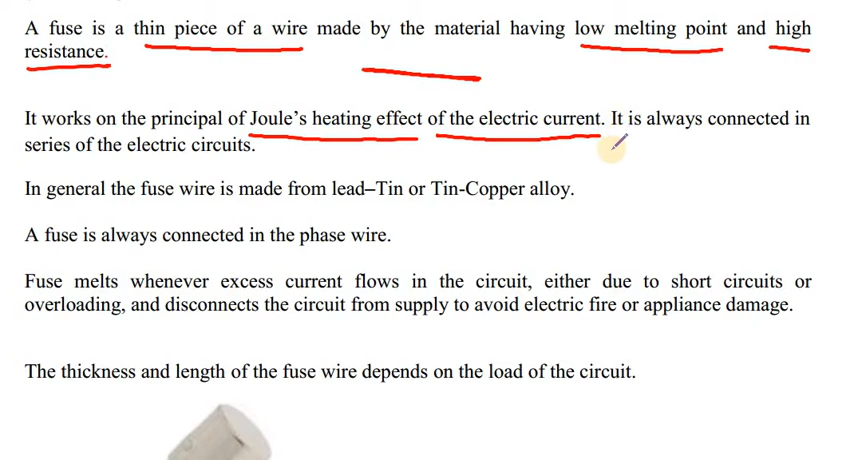 A fuse is a thin piece of a wire made by the material having low melting point and high
resistance.
It works on the principal of Joule's heating effect of the electric current. It is always connected in
series of the electric circuits.
In general the fuse wire is made from lead–Tin or Tin-Copper alloy.
A fuse is always connected in the phase wire.
Fuse melts whenever excess current flows in the circuit, either due to short circuits or
overloading, and disconnects the circuit from supply to avoid electric fire or appliance damage.
The thickness and length of the fuse wire depends on the load of the circuit.